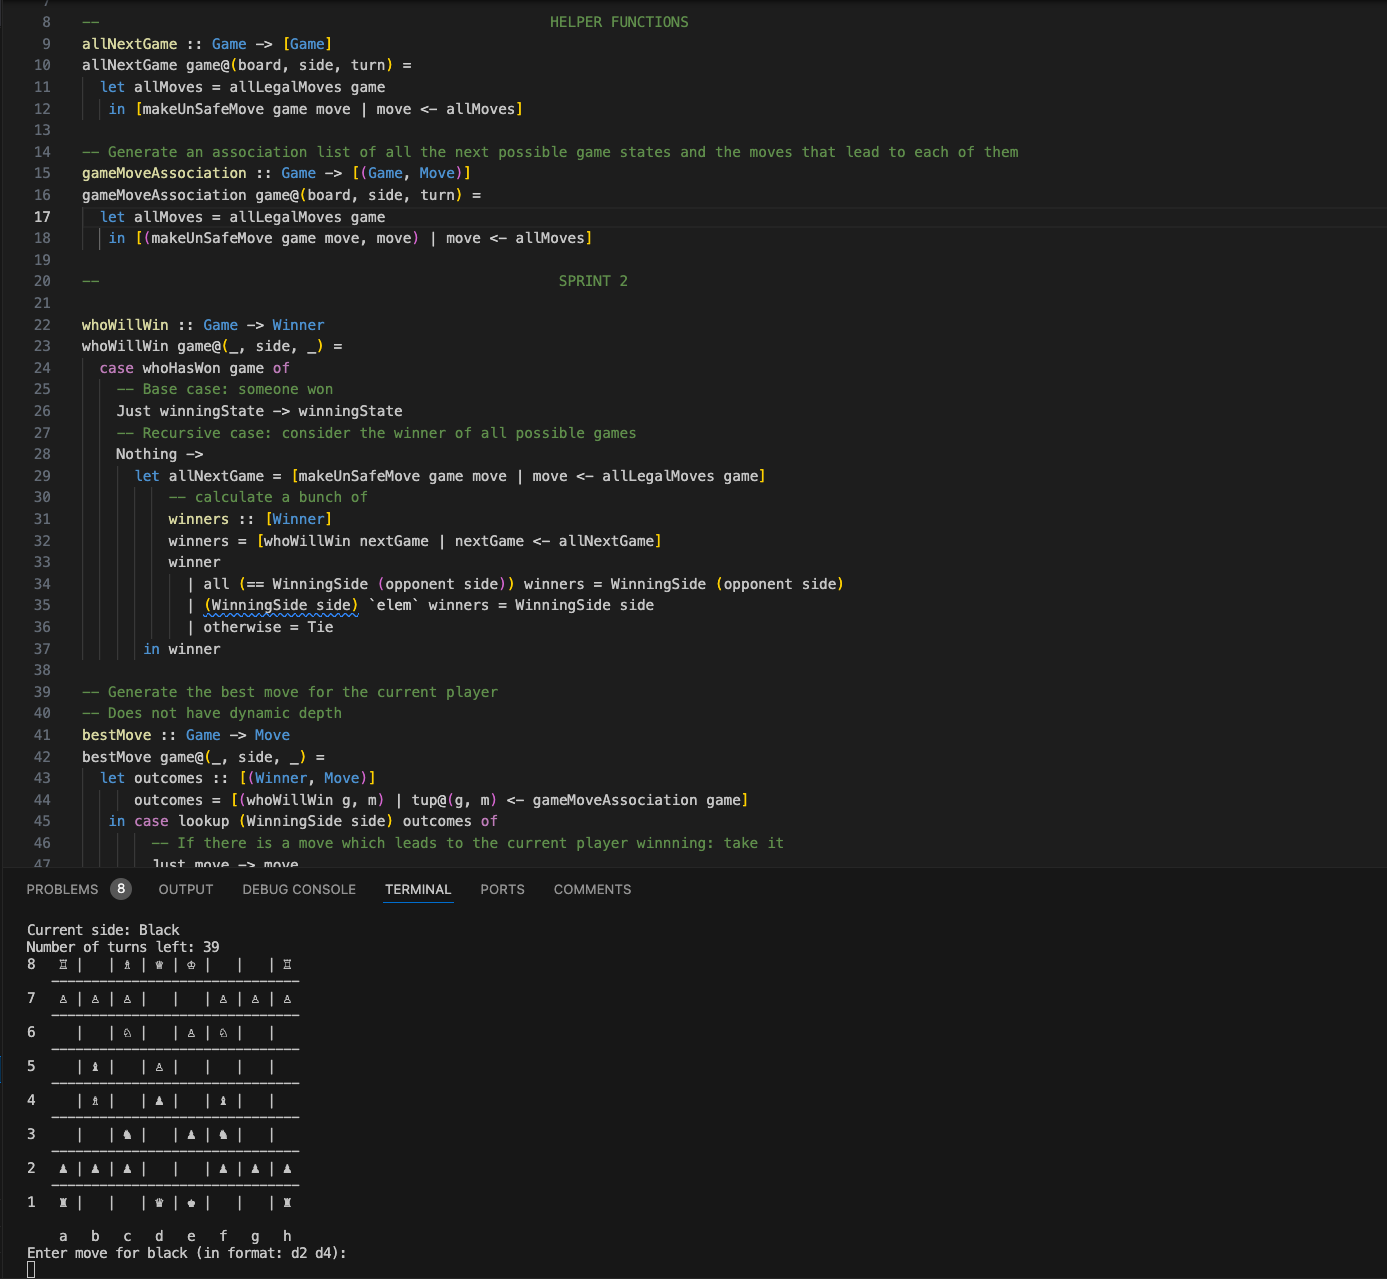 7
8 -- HELPER FUNCTIONS
9 allNextGame :: Game -> [Game]
10 allNextGame game@(board, side, turn) =
11 let allMoves = allLegalMoves game
12 in [makeUnSafeMove game move | move <- allMoves]
13
14 -- Generate an association list of all the next possible game states and the moves that lead to each of them
15 gameMoveAssociation :: Game -> [(Game, Move)]
16 gameMoveAssociation game@(board, side, turn) =
17 let allMoves = allLegalMoves game
18 in [(makeUnSafeMove game move, move) | move <- allMoves]
19
20 -- SPRINT 2
21
22 whoWillWin :: Game -> Winner
23 whoWillWin game@(_, side, _) =
24 case whoHasWon game of
25 -- Base case: someone won
26 Just winningState -> winningState
27 -- Recursive case: consider the winner of all possible games
28 Nothing ->
29 let allNextGame = [makeUnSafeMove game move | move <- allLegalMoves game]
30 -- calculate a bunch of
31 winners :: [Winner]
32 winners = [whoWillWin nextGame | nextGame <- allNextGame]
33 winner
34 | all (== WinningSide (opponent side)) winners = WinningSide (opponent side)
35 | (WinningSide side) `elem` winners = WinningSide side
36 | otherwise = Tie
37 in winner
38
39 -- Generate the best move for the current player
40 -- Does not have dynamic depth
41 bestMove :: Game -> Move
42 bestMove game@(_, side, _) =
43 let outcomes :: [(Winner, Move)]
44 outcomes = [(whoWillWin g, m) | tup@(g, m) <- gameMoveAssociation game]
45 in case lookup (WinningSide side) outcomes of
46 -- If there is a move which leads to the current player winnning: take it
47 Just move -> move
PROBLEMS 8 OUTPUT DEBUG CONSOLE TERMINAL PORTS COMMENTS
Current side: Black
Number of turns left: 39
8 ♖ |   | ♗ | ♛ | ♔ |   |   | ♖
7 ♙ | ♙ | ♙ |   |   | ♙ | ♙ | ♙
6   |   | ♘ |   | ♙ | ♘ |   |
5   | ♝ |   | ♙ |   |   |   |
4   | ♗ |   | ♟ |   | ♝ |   |
3   |   | ♞ |   | ♟ | ♞ |   |
2 ♟ | ♟ | ♟ |   |   | ♟ | ♟ | ♟
1 ♜ |   |   | ♛ | ♚ |   |   | ♜
a b c d e f g h
Enter move for black (in format: d2 d4):